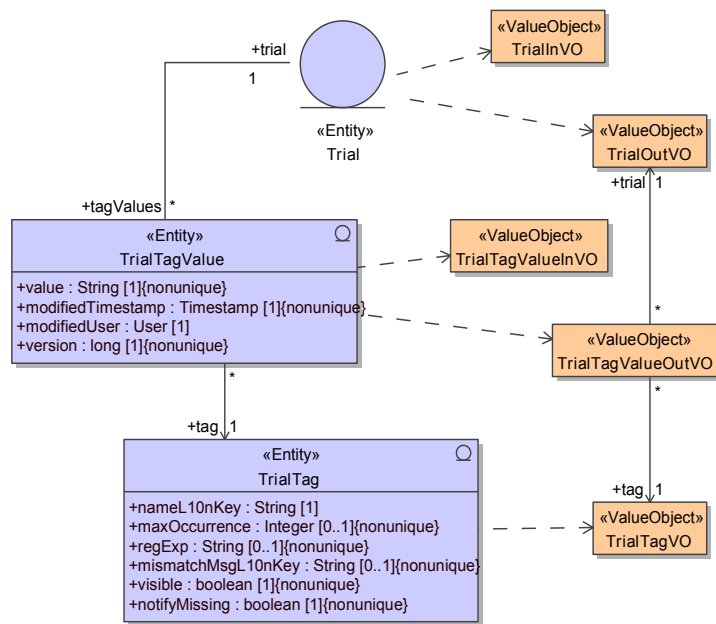 «ValueObject»
TrialInVO
+trial
1
«Entity»
Trial
«ValueObject»
TrialOutVO
+trial 1
+tagValues *
«Entity»
TrialTagValue
+value : String [1]{nonunique}
+modifiedTimestamp : Timestamp [1]{nonunique}
+modifiedUser : User [1]
+version : long [1]{nonunique}
«ValueObject»
TrialTagValueInVO
*
«ValueObject»
TrialTagValueOutVO
*
*
+tag 1
«Entity»
TrialTag
+nameL10nKey : String [1]
+maxOccurrence : Integer [0..1]{nonunique}
+regExp : String [0..1]{nonunique}
+mismatchMsgL10nKey : String [0..1]{nonunique}
+visible : boolean [1]{nonunique}
+notifyMissing : boolean [1]{nonunique}
+tag 1
«ValueObject»
TrialTagVO